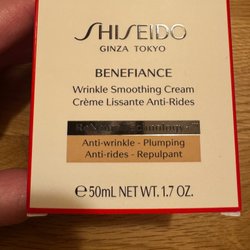 SHISEIDO
GINZA TOKYO
BENEFIANCE
Wrinkle Smoothing Cream
Crème Lissante Anti-Rides
Anti-wrinkle - Plumping
Anti-rides - Repulpant
℮50mL NET WT. 1.7 OZ.